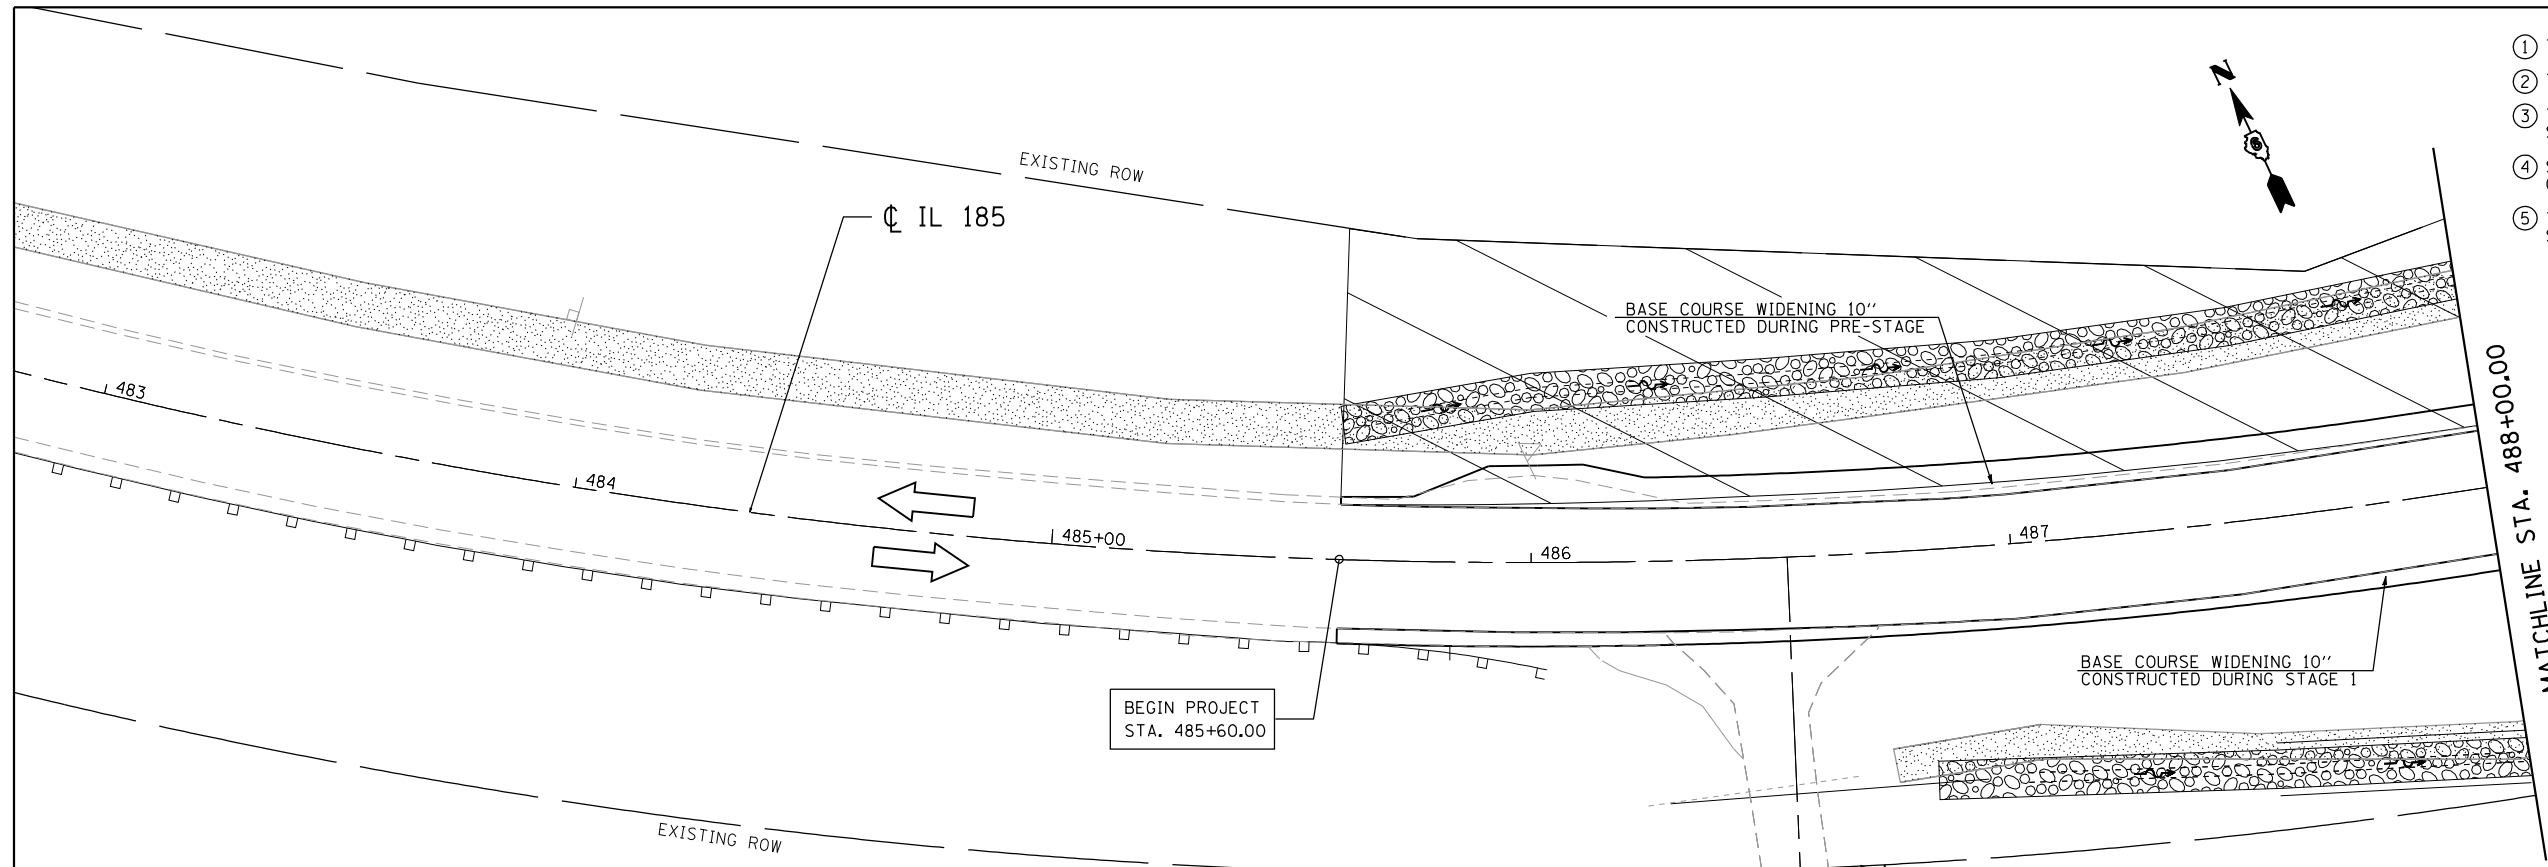 N
1
2
3
4
5
EXISTING ROW
℄ IL 185
BASE COURSE WIDENING 10''
CONSTRUCTED DURING PRE-STAGE
483
484
485+00
486
487
MATCHLINE STA. 488+00.00
BEGIN PROJECT
STA. 485+60.00
BASE COURSE WIDENING 10''
CONSTRUCTED DURING STAGE 1
EXISTING ROW